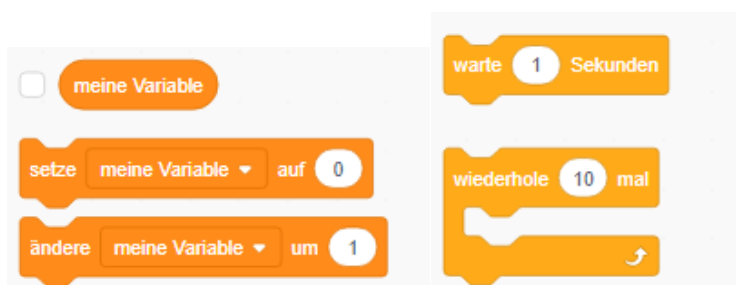 meine Variable
setze meine Variable auf 0
ändere meine Variable um 1
warte 1 Sekunden
wiederhole 10 mal